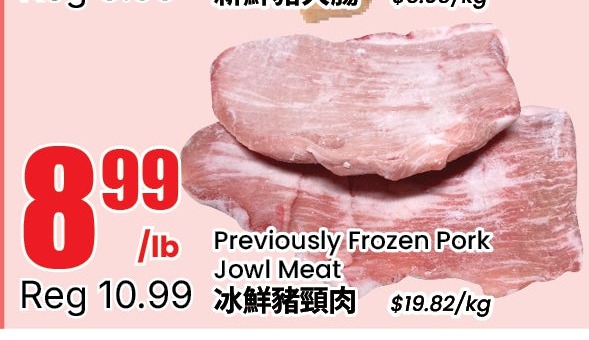 8.99
/lb
Reg 10.99
Previously Frozen Pork
Jowl Meat
冰鮮豬頸肉 $19.82/kg